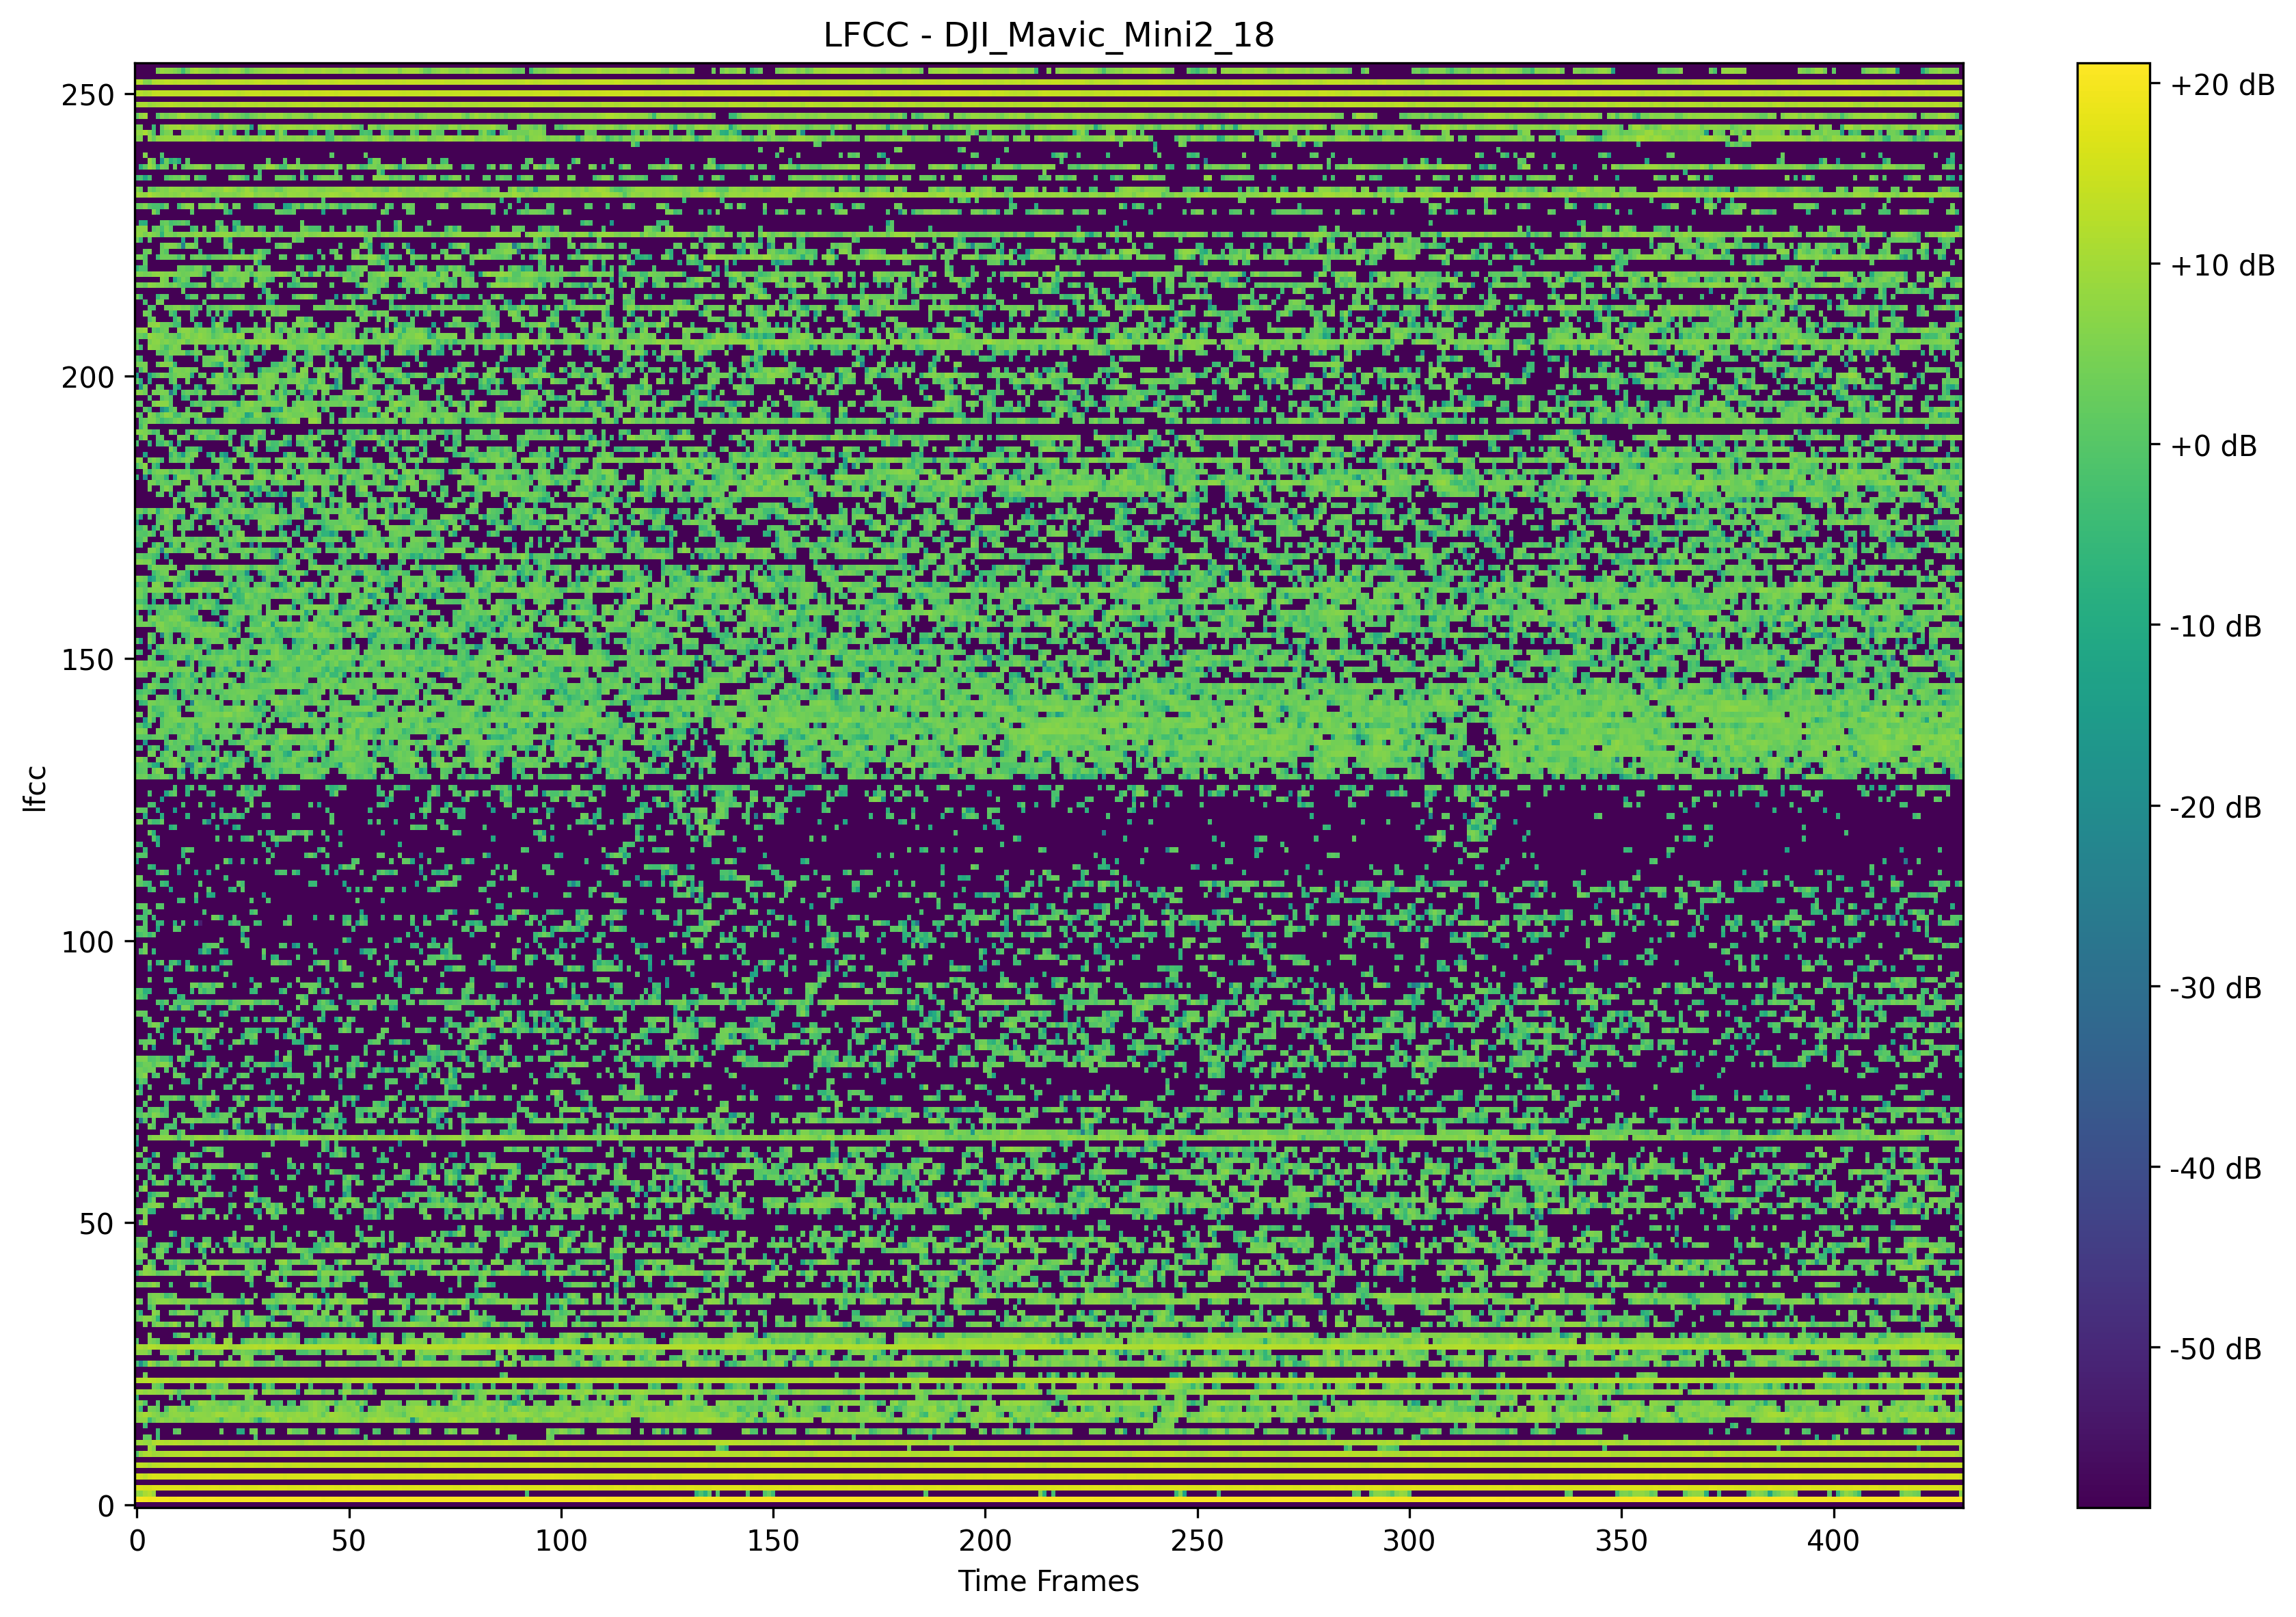 LFCC - DJI_Mavic_Mini2_18
250
200
150
100
50
0
lfcc
0 50 100 150 200 250 300 350 400
Time Frames
+20 dB
+10 dB
+0 dB
-10 dB
-20 dB
-30 dB
-40 dB
-50 dB